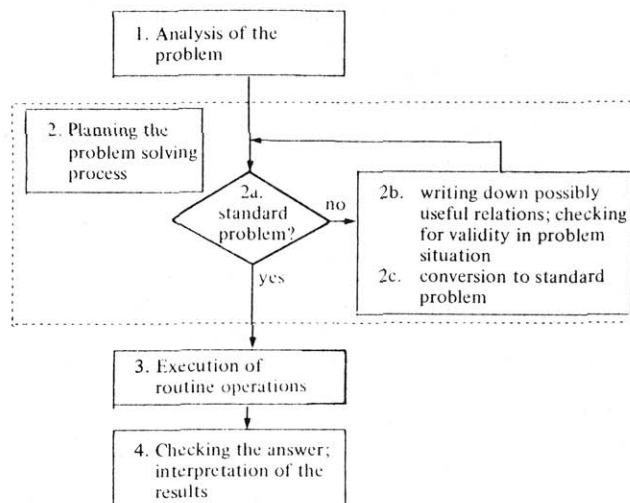 1. Analysis of the
problem
2. Planning the
problem solving
process
2a.
standard
problem?
no
yes
2b. writing down possibly
useful relations; checking
for validity in problem
situation
2c. conversion to standard
problem
3. Execution of
routine operations
4. Checking the answer;
interpretation of the
results